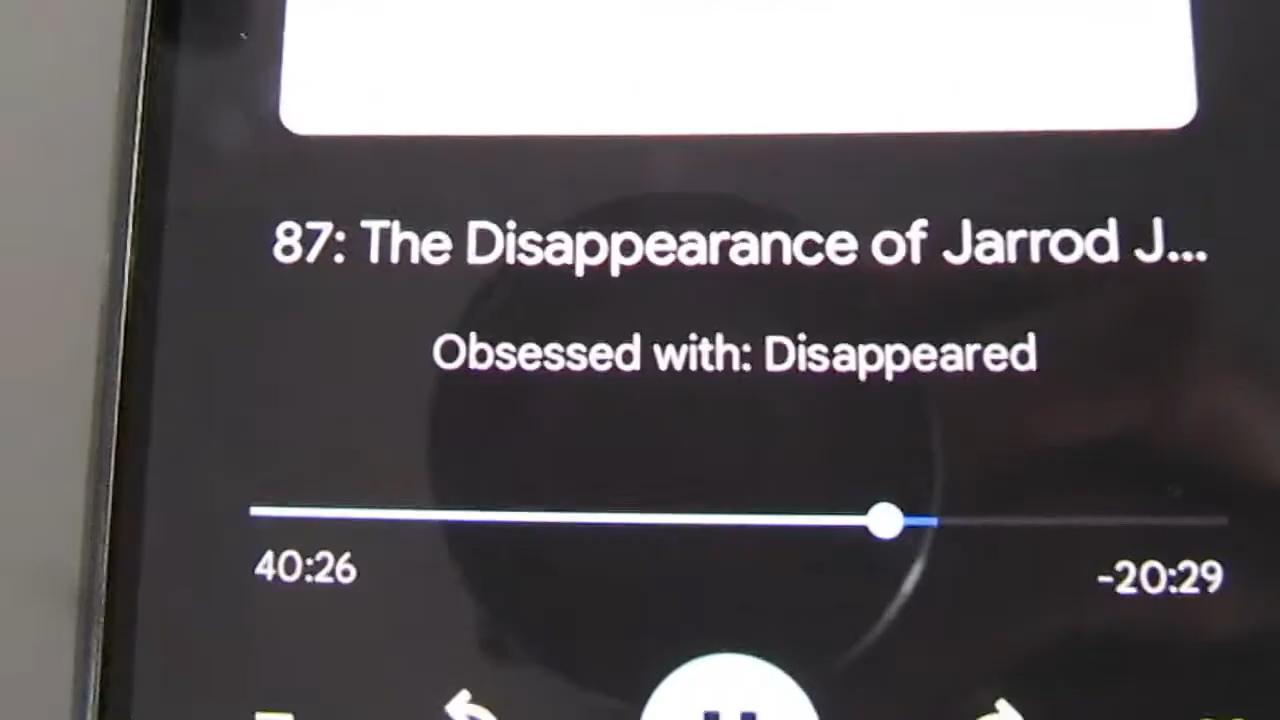 87: The Disappearance of Jarrod J...
Obsessed with: Disappeared
40:26
-20:29